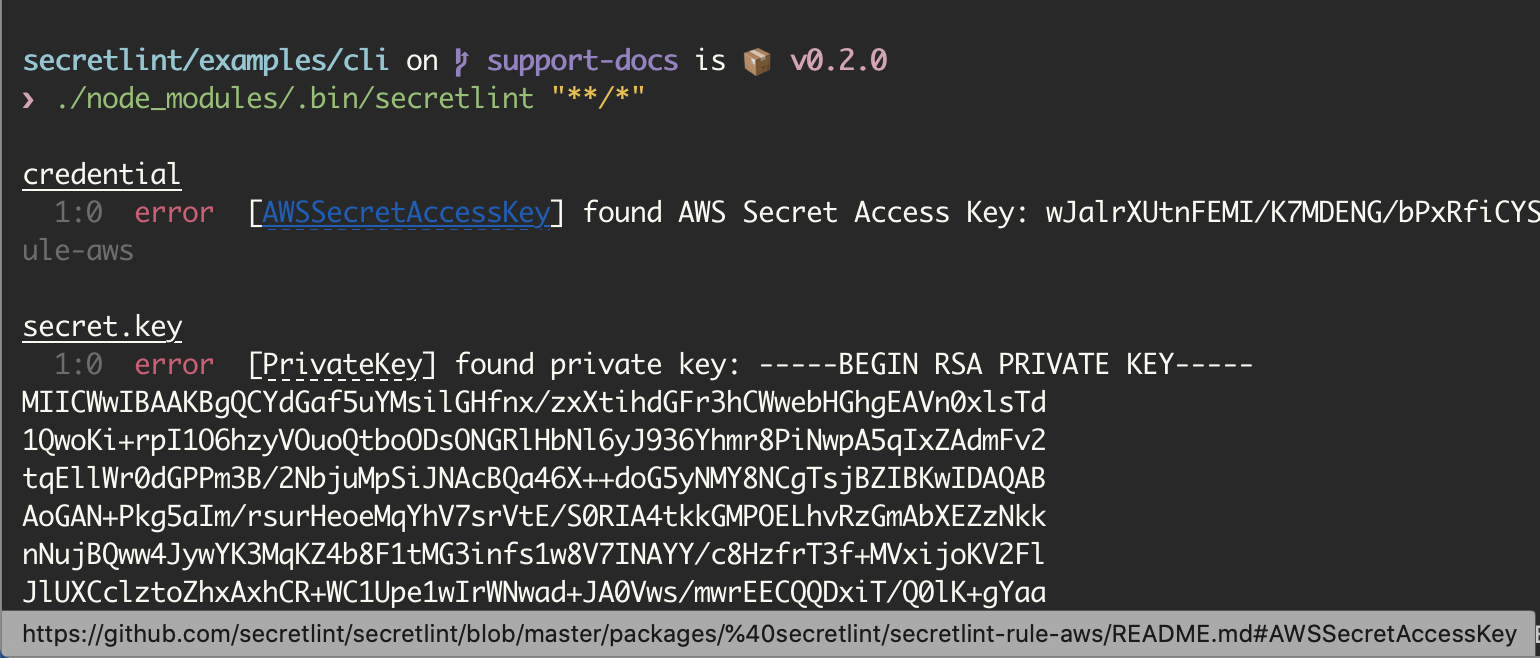 secretlint/examples/cli on support-docs is 📦 v0.2.0
› ./node_modules/.bin/secretlint "**/*"
credential
1:0 error [AWSSecretAccessKey] found AWS Secret Access Key: wJalrXUtnFEMI/K7MDENG/bPxRfiCYS
ule-aws
secret.key
1:0 error [PrivateKey] found private key: -----BEGIN RSA PRIVATE KEY-----
MIICWwIBAAKBgQCYdGaf5uYMsilGHfnx/zxXtihdGFr3hCWwebHGhgEAVn0xlsTd
1QwoKi+rpI1O6hzyVOuoQtboODsONGRlHbNl6yJ936Yhmr8PiNwpA5qIxZAdmFv2
tqEllWr0dGPPm3B/2NbjuMpSiJNAcBQa46X++doG5yNMY8NCgTsjBZIBKwIDAQAB
AoGAN+Pkg5aIm/rsurHeoeMqYhV7srVtE/S0RIA4tkkGMPOELhvRzGmAbXEZzNkk
nNujBQww4JywYK3MqKZ4b8F1tMG3infs1w8V7INAYY/c8HzfrT3f+MVxijoKV2Fl
JlUXCclztoZhxAxhCR+WC1Upe1wIrWNwad+JA0Vws/mwrEECQQDxiT/Q0lK+gYaa
https://github.com/secretlint/secretlint/blob/master/packages/%40secretlint/secretlint-rule-aws/README.md#AWSSecretAccessKey